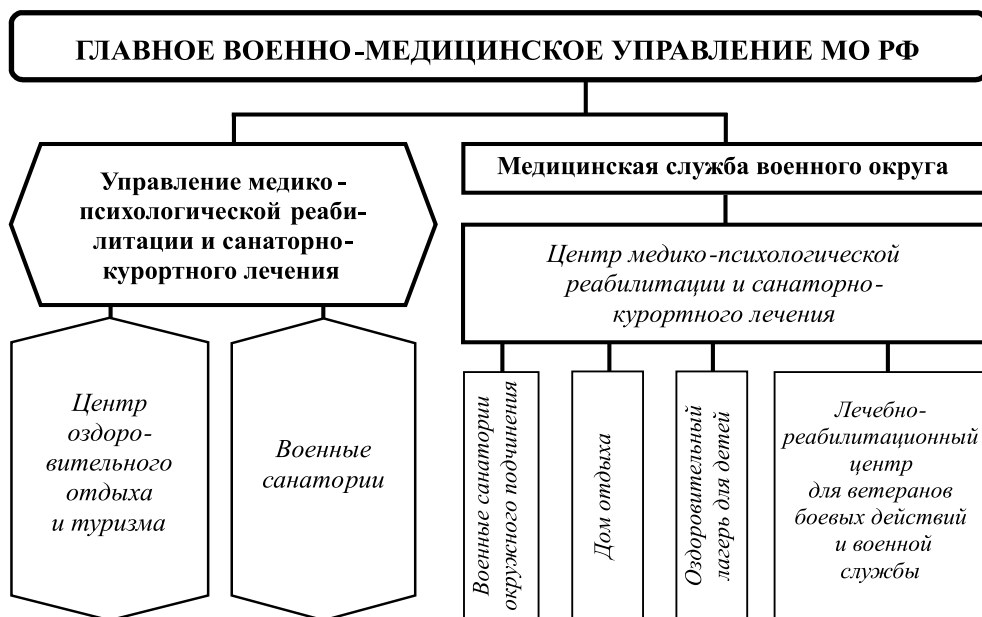 ГЛАВНОЕ ВОЕННО-МЕДИЦИНСКОЕ УПРАВЛЕНИЕ МО РФ
Управление медико-
психологической реаби-
литации и санаторно-
курортного лечения
Медицинская служба военного округа
Центр медико-психологической
реабилитации и санаторно-
курортного лечения
Центр
оздоро-
вительного
отдыха
и туризма
Военные
санатории
Военные санатории
окружного подчинения
Дом отдыха
Оздоровительный
лагерь для детей
Лечебно-
реабилитационный
центр
для ветеранов
боевых действий
и военной
службы